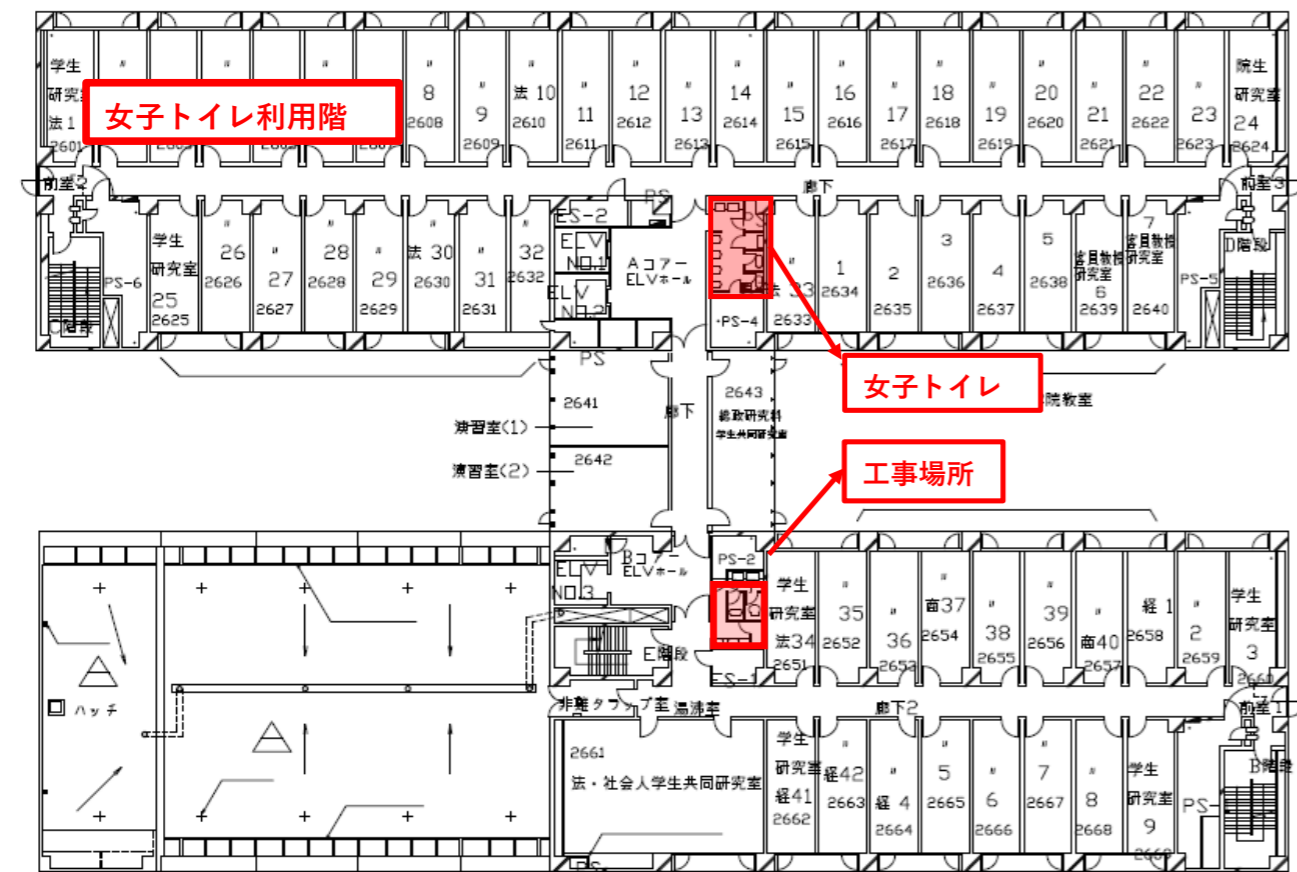 女子トイレ利用階
学生
研究室
法1
2601
8
2608
〃
9
2609
法 10
2610
〃
11
2611
〃
12
2612
〃
13
2613
〃
14
2614
〃
15
2615
〃
16
2616
〃
17
2617
〃
18
2618
〃
19
2619
〃
20
2620
〃
21
2621
〃
22
2622
〃
23
2623
院生
研究室
24
2624
前室2
廊下
前室3
C階段
PS-6
学生
研究室
25
2625
〃
26
2626
〃
27
2627
〃
28
2628
〃
29
2629
法 30
2630
〃
31
2631
〃
32
2632
ES-2
PS
ELV
NO.1
ELV
NO.2
Aコアー
ELVホール
PS
PS-4
〃
法 33
2633
1
2634
2
2635
3
2636
4
2637
5
2638
客員教授
研究室
6
2639
7
客員教授
研究室
2640
PS-5
D階段
PS
女子トイレ
院教室
2641
演習室(1)
2642
演習室(2)
廊下
2643
総政研究科
学生共同研究室
工事場所
Bコアー
ELVホール
ELV
NO.3
PS-2
E階段
ES-1
学生
研究室
法34
2651
〃
35
2652
〃
36
2653
〃
商37
2654
〃
38
2655
〃
39
2656
〃
商40
2657
経 1
2658
〃
2
2659
学生
研究室
3
2660
ハッチ
非難タラップ室
湯沸室
廊下2
前室1
2661
法・社会人学生共同研究室
学生
研究室
経41
2662
〃
経42
2663
〃
経 4
2664
〃
5
2665
〃
6
2666
〃
7
2667
〃
8
2668
学生
研究室
9
2669
PS-
B階段
PS